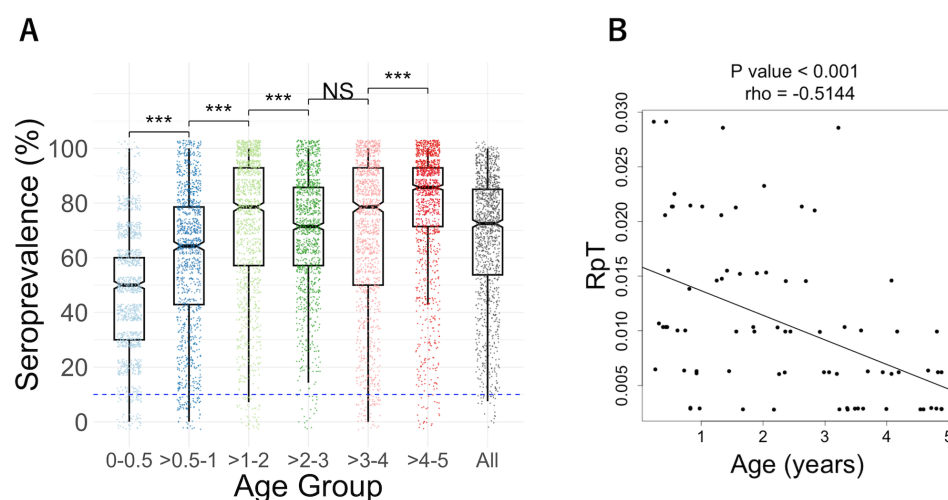 A
B
P value < 0.001
rho = -0.5144
*** *** *** NS ***
Seroprevalence (%)
100
80
60
40
20
0
0-0.5 >0.5-1 >1-2 >2-3 >3-4 >4-5 All
Age Group
RpT
0.030
0.025
0.020
0.015
0.010
0.005
1 2 3 4 5
Age (years)